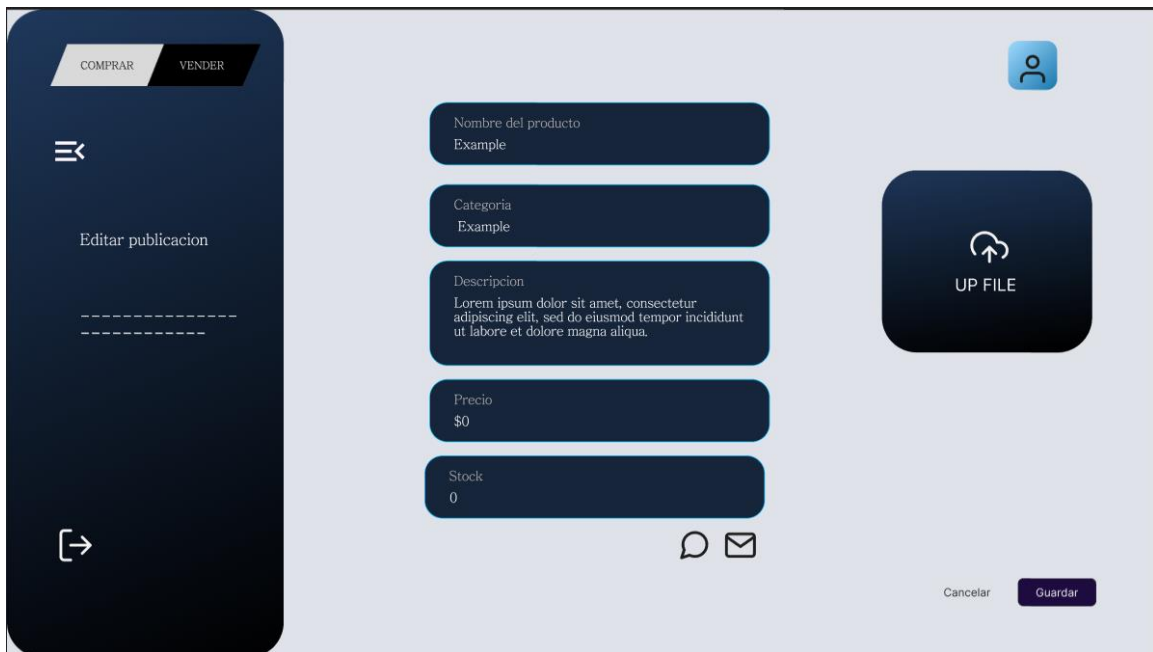 COMPRAR
VENDER
Editar publicacion
Nombre del producto
Example
Categoria
Example
Descripcion
Lorem ipsum dolor sit amet, consectetur
adipiscing elit, sed do eiusmod tempor incididunt
ut labore et dolore magna aliqua.
Precio
$0
Stock
0
UP FILE
Cancelar
Guardar